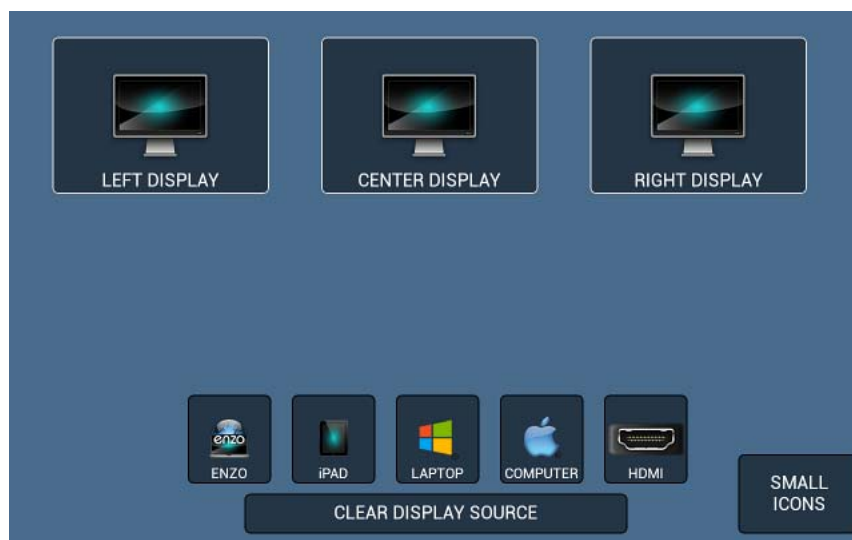 LEFT DISPLAY
CENTER DISPLAY
RIGHT DISPLAY
enzo
ENZO
iPAD
LAPTOP
COMPUTER
HDMI
CLEAR DISPLAY SOURCE
SMALL
ICONS